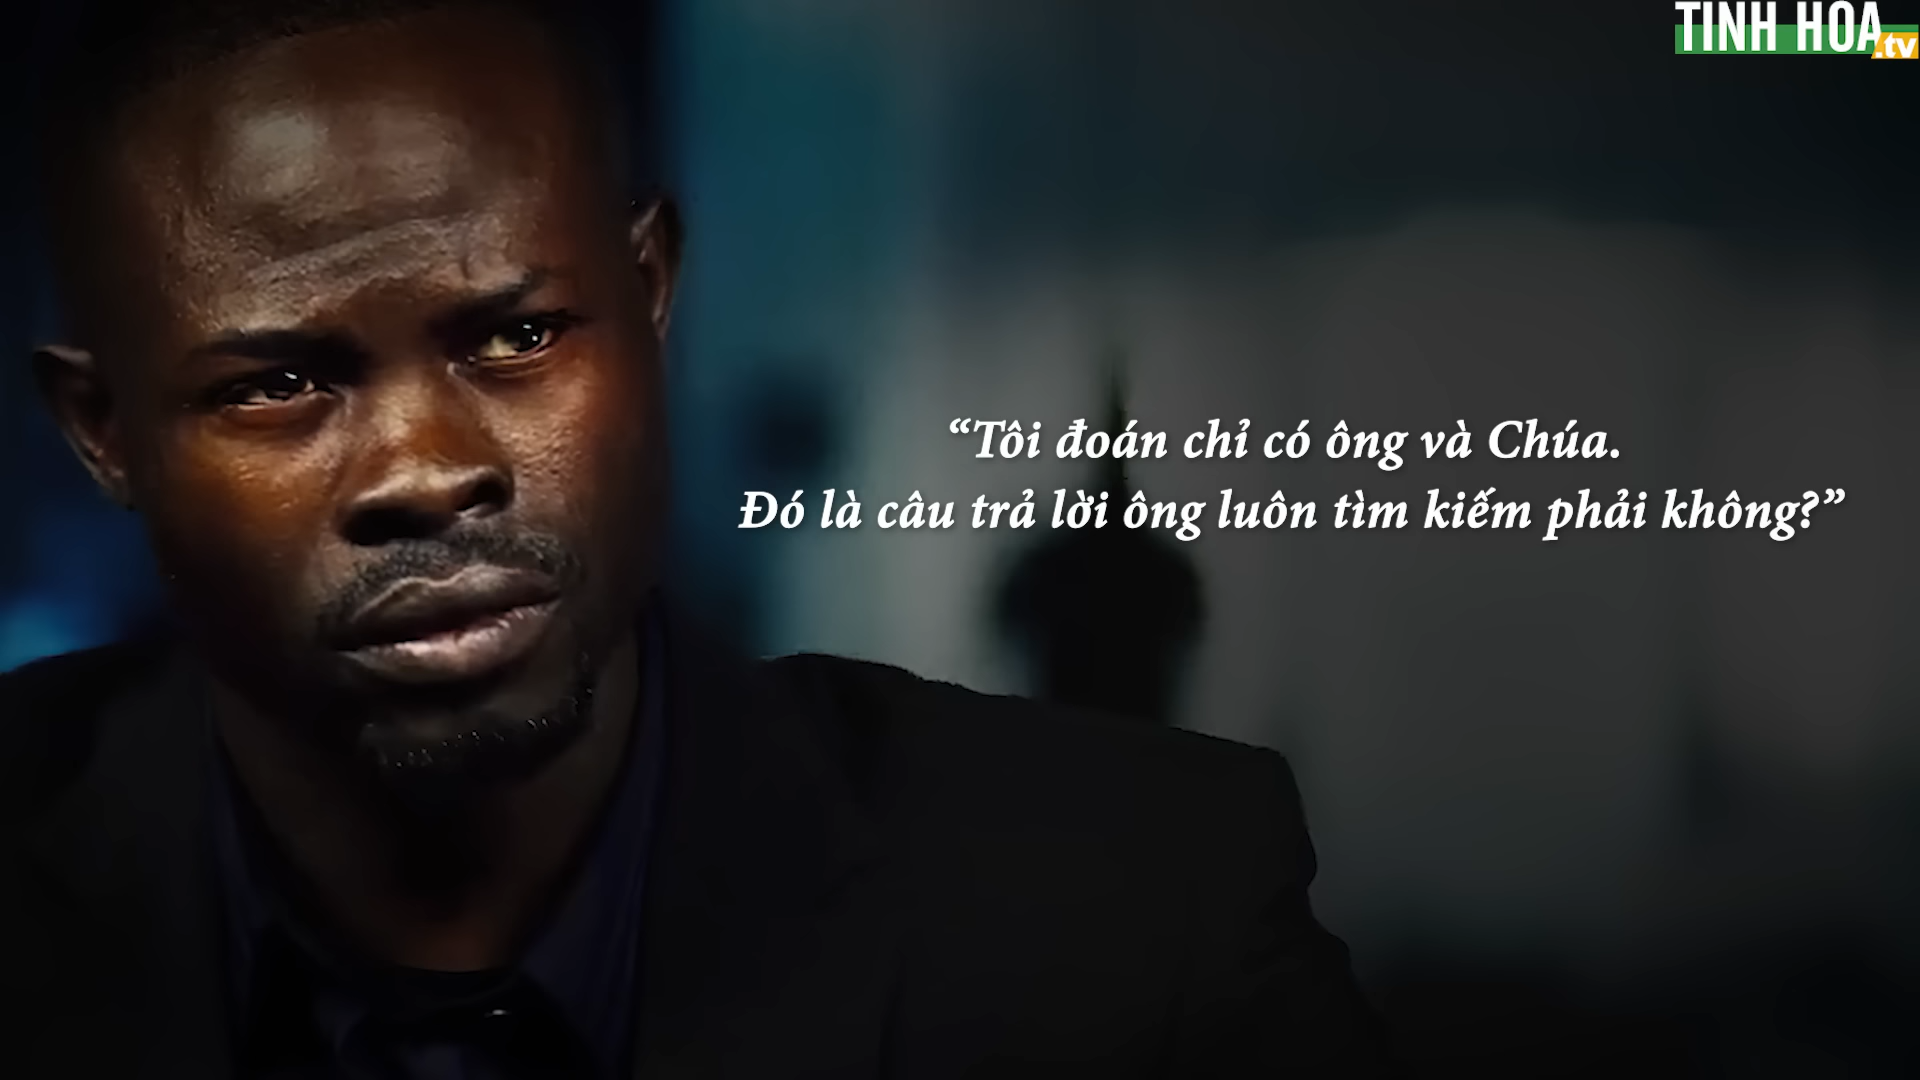 TINH HOA
.tv
“Tôi đoán chỉ có ông và Chúa.
Đó là câu trả lời ông luôn tìm kiếm phải không?”